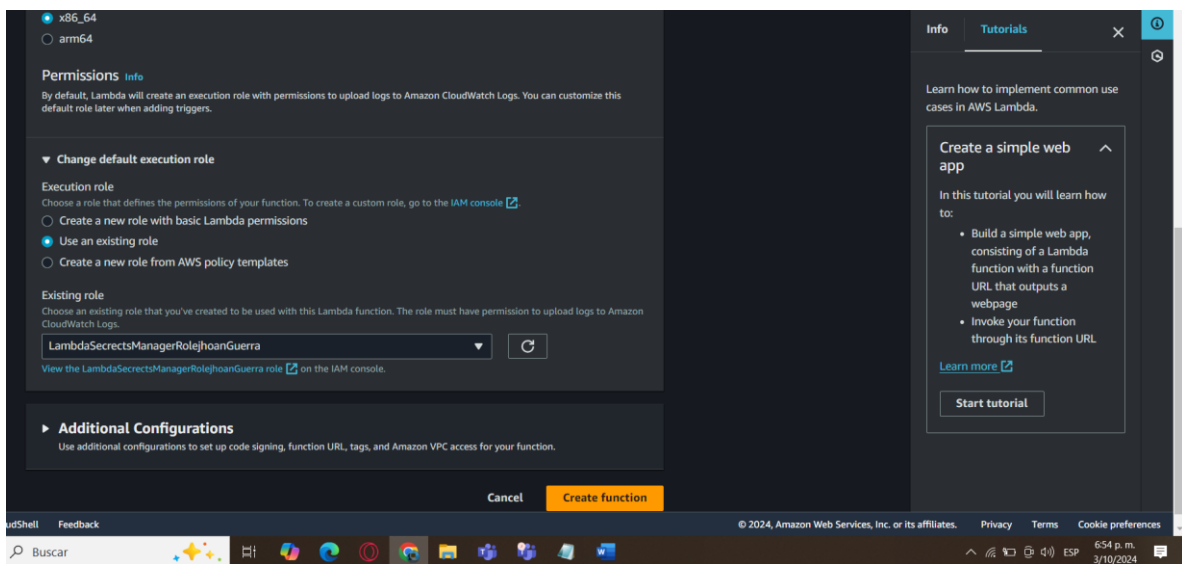 x86_64
arm64
Permissions Info
By default, Lambda will create an execution role with permissions to upload logs to Amazon CloudWatch Logs. You can customize this
default role later when adding triggers.
Change default execution role
Execution role
Choose a role that defines the permissions of your function. To create a custom role, go to the IAM console.
Create a new role with basic Lambda permissions
Use an existing role
Create a new role from AWS policy templates
Existing role
Choose an existing role that you've created to be used with this Lambda function. The role must have permission to upload logs to Amazon
CloudWatch Logs.
LambdaSecrectsManagerRolejhoanGuerra
View the LambdaSecrectsManagerRolejhoanGuerra role on the IAM console.
Additional Configurations
Use additional configurations to set up code signing, function URL, tags, and Amazon VPC access for your function.
Cancel Create function
Info Tutorials
Learn how to implement common use
cases in AWS Lambda.
Create a simple web
app
In this tutorial you will learn how
to:
• Build a simple web app,
consisting of a Lambda
function with a function
URL that outputs a
webpage
• Invoke your function
through its function URL
Learn more
Start tutorial
udShell Feedback © 2024, Amazon Web Services, Inc. or its affiliates. Privacy Terms Cookie preferences
Buscar ESP 6:54 p. m.
3/10/2024